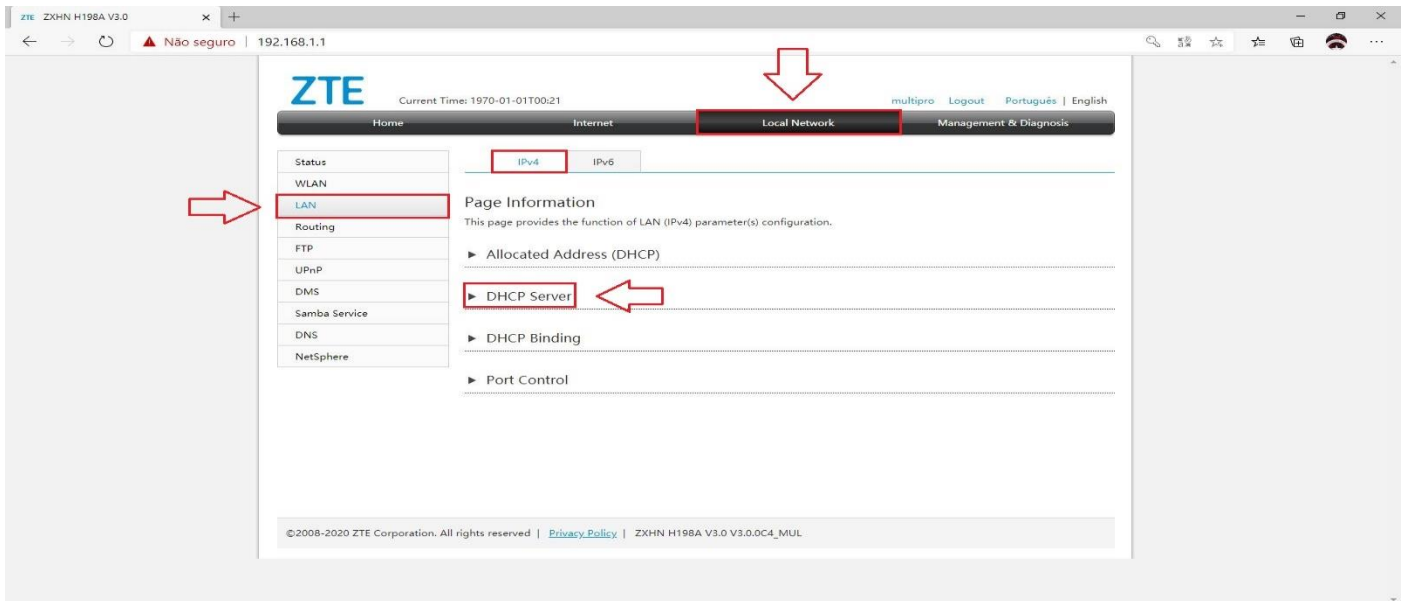 ZTE ZXHN H198A V3.0
Não seguro | 192.168.1.1
ZTE
Current Time: 1970-01-01T00:21
multipro Logout Português | English
Home Internet Local Network Management & Diagnosis
Status
WLAN
LAN
Routing
FTP
UPnP
DMS
Samba Service
DNS
NetSphere
IPv4 IPv6
Page Information
This page provides the function of LAN (IPv4) parameter(s) configuration.
Allocated Address (DHCP)
DHCP Server
DHCP Binding
Port Control
©2008-2020 ZTE Corporation. All rights reserved | Privacy Policy | ZXHN H198A V3.0 V3.0.0C4_MUL